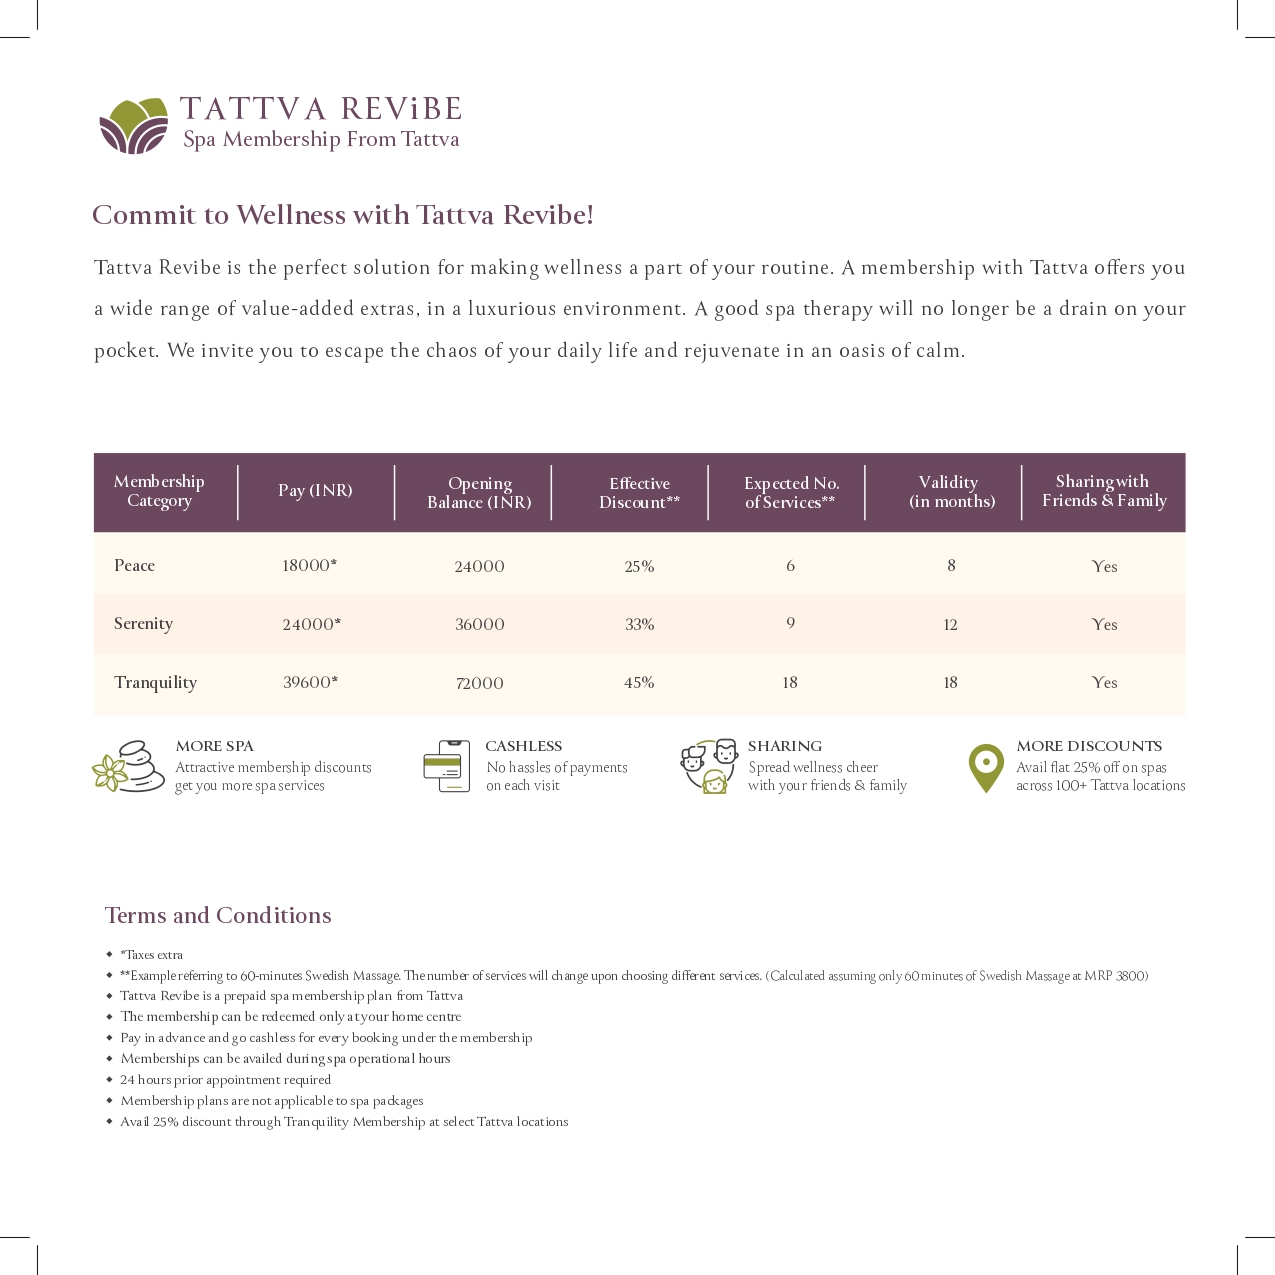 TATTVA REViBE
Spa Membership From Tattva
Commit to Wellness with Tattva Revibe!
Tattva Revibe is the perfect solution for making wellness a part of your routine. A membership with Tattva offers you
a wide range of value-added extras, in a luxurious environment. A good spa therapy will no longer be a drain on your
pocket. We invite you to escape the chaos of your daily life and rejuvenate in an oasis of calm.
Membership Category | Pay (INR) | Opening Balance (INR) | Effective Discount** | Expected No. of Services** | Validity (in months) | Sharing with Friends & Family
Peace | 18000* | 24000 | 25% | 6 | 8 | Yes
Serenity | 24000* | 36000 | 33% | 9 | 12 | Yes
Tranquility | 39600* | 72000 | 45% | 18 | 18 | Yes
MORE SPA
Attractive membership discounts
get you more spa services
CASHLESS
No hassles of payments
on each visit
SHARING
Spread wellness cheer
with your friends & family
MORE DISCOUNTS
Avail flat 25% off on spas
across 100+ Tattva locations
Terms and Conditions
*Taxes extra
**Example referring to 60-minutes Swedish Massage. The number of services will change upon choosing different services. (Calculated assuming only 60 minutes of Swedish Massage at MRP 3800)
Tattva Revibe is a prepaid spa membership plan from Tattva
The membership can be redeemed only at your home centre
Pay in advance and go cashless for every booking under the membership
Memberships can be availed during spa operational hours
24 hours prior appointment required
Membership plans are not applicable to spa packages
Avail 25% discount through Tranquility Membership at select Tattva locations